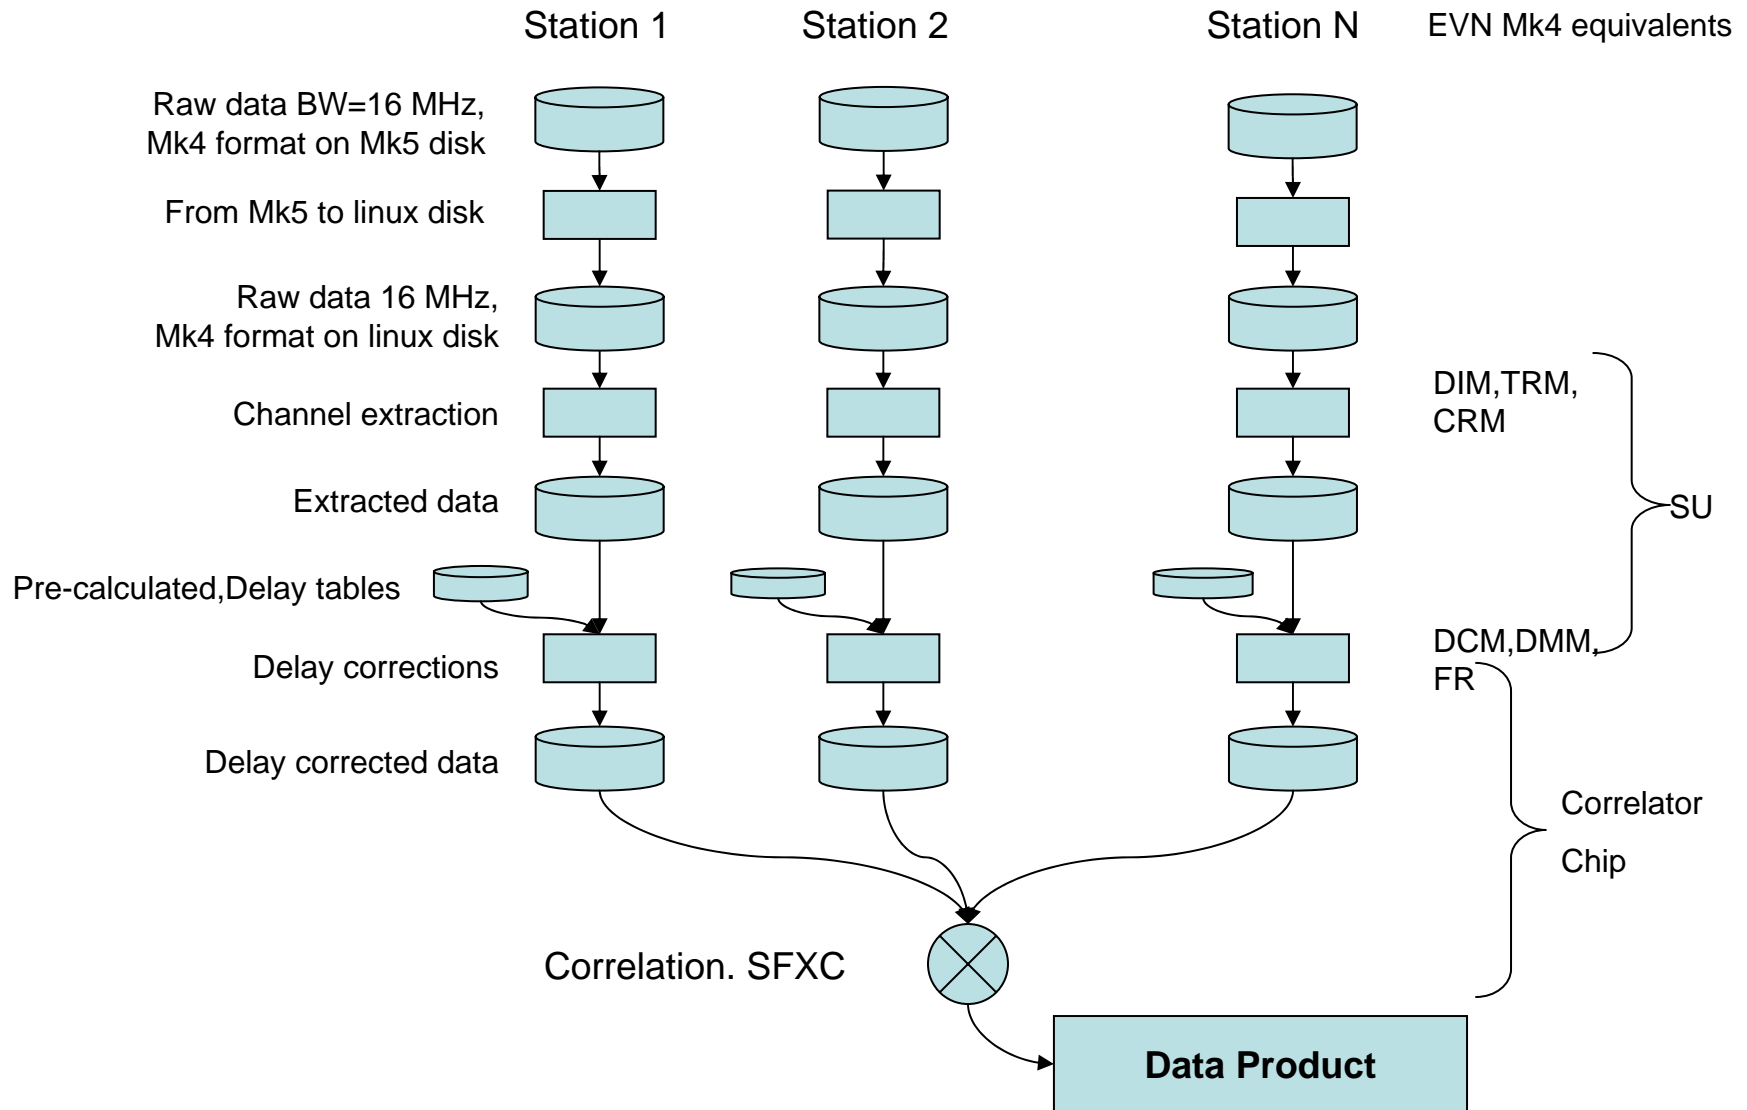 Station 1
Station 2
Station N
EVN Mk4 equivalents
Raw data BW=16 MHz,
Mk4 format on Mk5 disk
From Mk5 to linux disk
Raw data 16 MHz,
Mk4 format on linux disk
DIM,TRM,
CRM
Channel extraction
Extracted data
SU
Pre-calculated,Delay tables
DCM,DMM,
FR
Delay corrections
Delay corrected data
Correlator
Chip
Correlation. SFXC
Data Product